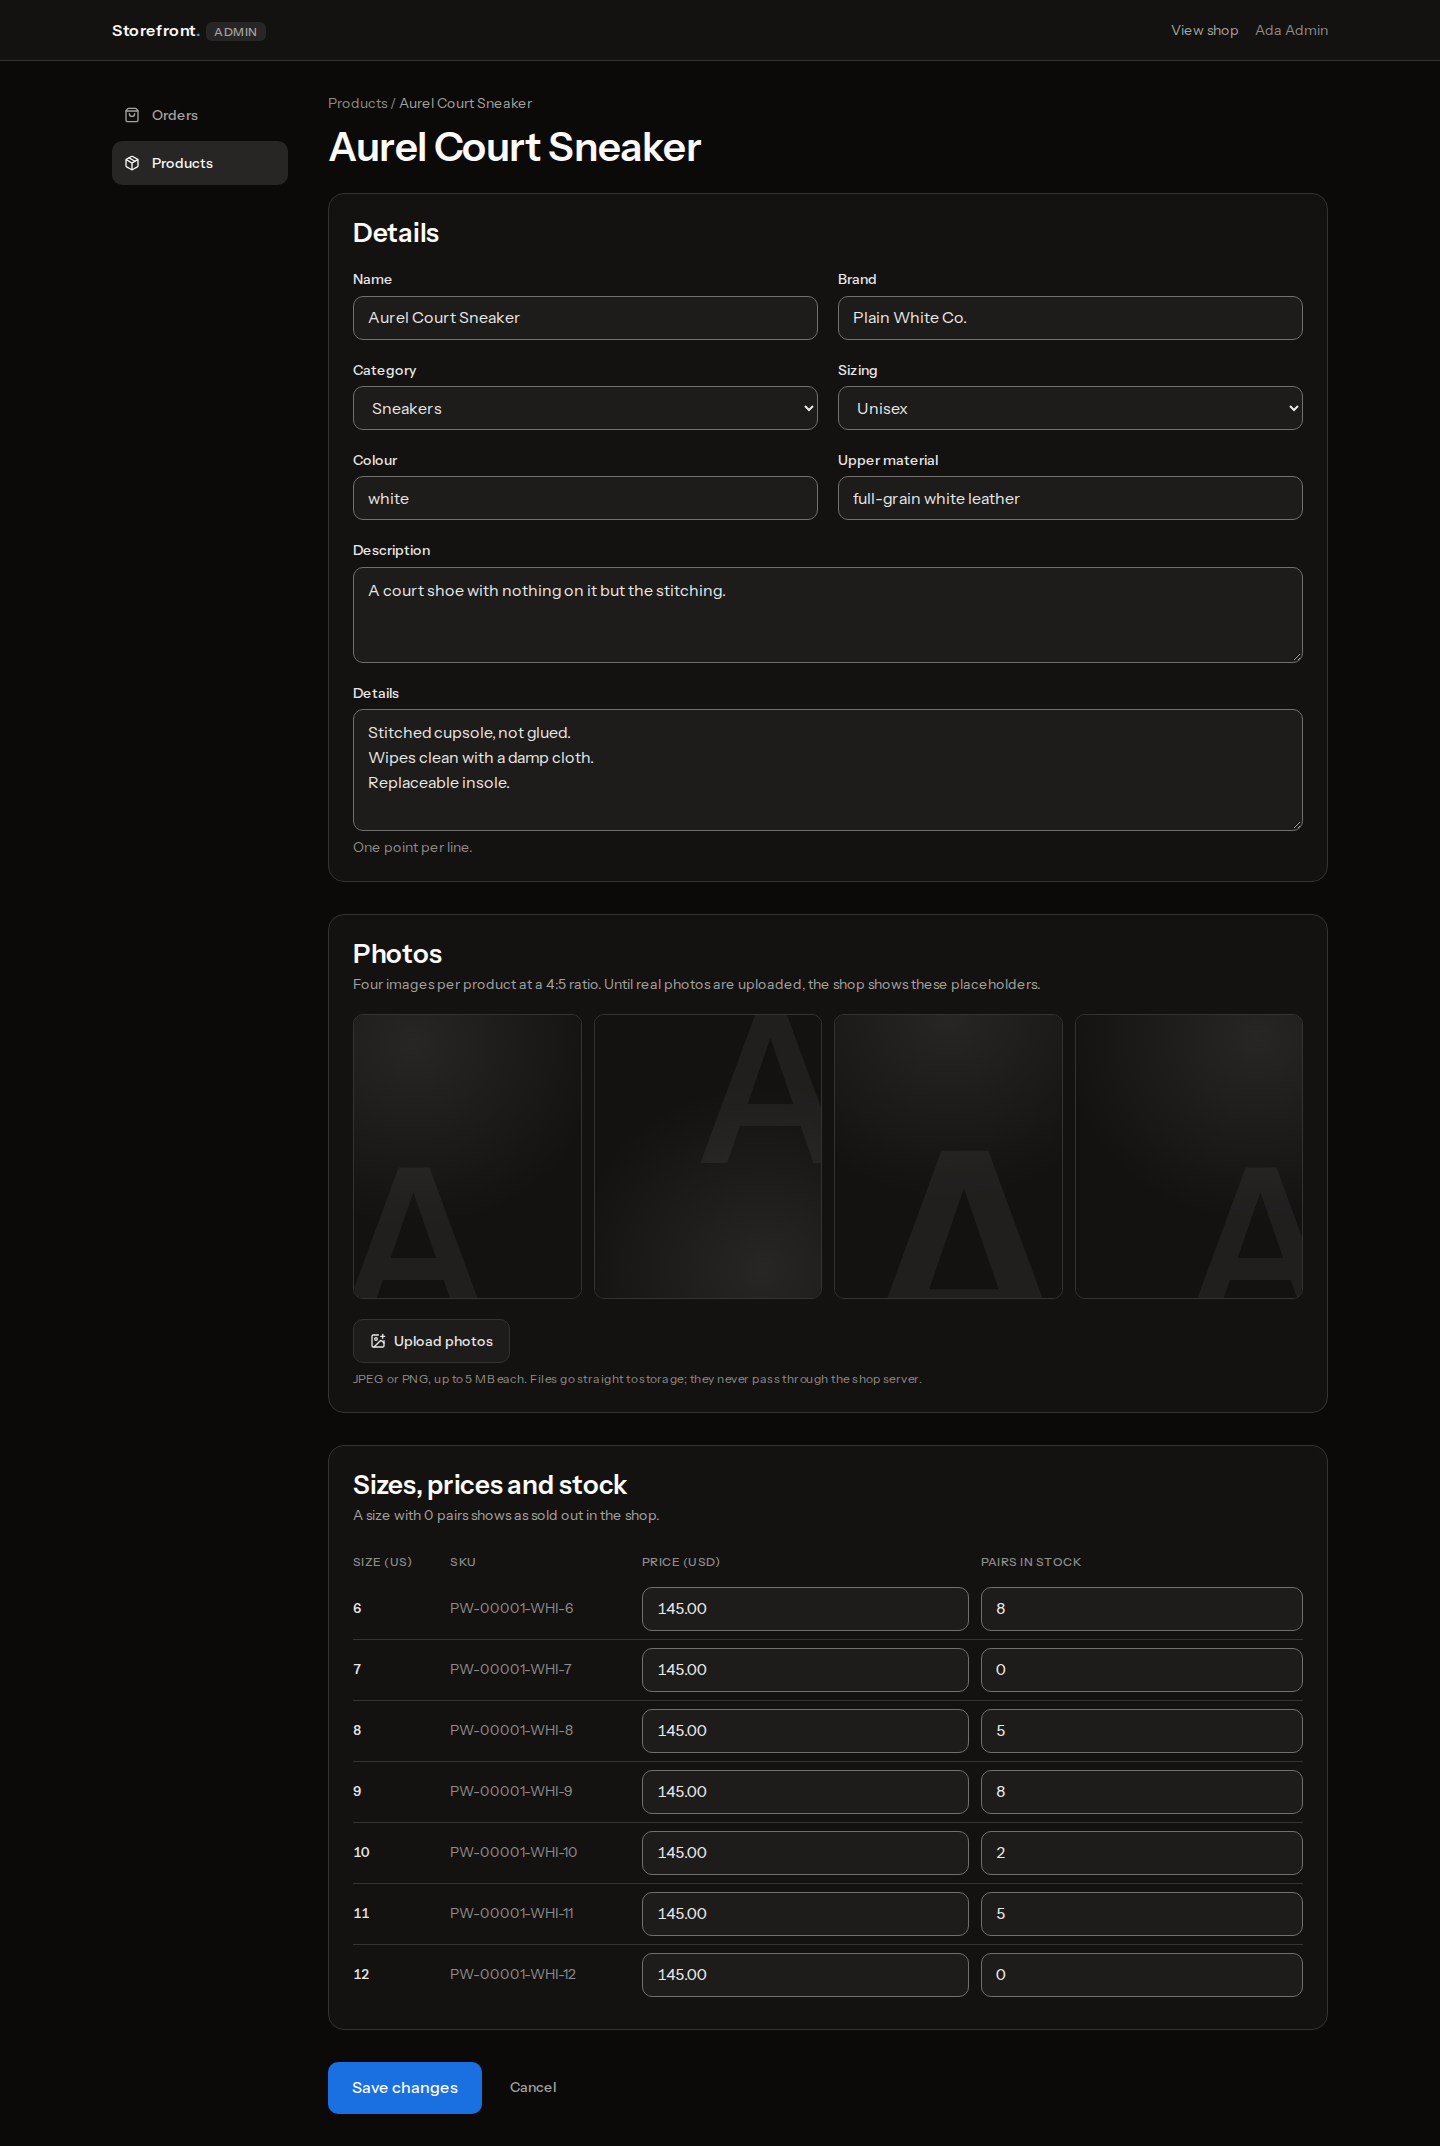 Storefront. ADMIN
View shop Ada Admin
Orders
Products
Products / Aurel Court Sneaker
Aurel Court Sneaker
Details
Name Brand
Aurel Court Sneaker Plain White Co.
Category Sizing
Sneakers Unisex
Colour Upper material
white full-grain white leather
Description
A court shoe with nothing on it but the stitching.
Details
Stitched cupsole, not glued.
Wipes clean with a damp cloth.
Replaceable insole.
One point per line.
Photos
Four images per product at a 4:5 ratio. Until real photos are uploaded, the shop shows these placeholders.
A A A A
Upload photos
JPEG or PNG, up to 5 MB each. Files go straight to storage; they never pass through the shop server.
Sizes, prices and stock
A size with 0 pairs shows as sold out in the shop.
SIZE (US) SKU PRICE (USD) PAIRS IN STOCK
6 PW-00001-WHI-6 145.00 8
7 PW-00001-WHI-7 145.00 0
8 PW-00001-WHI-8 145.00 5
9 PW-00001-WHI-9 145.00 8
10 PW-00001-WHI-10 145.00 2
11 PW-00001-WHI-11 145.00 5
12 PW-00001-WHI-12 145.00 0
Save changes Cancel